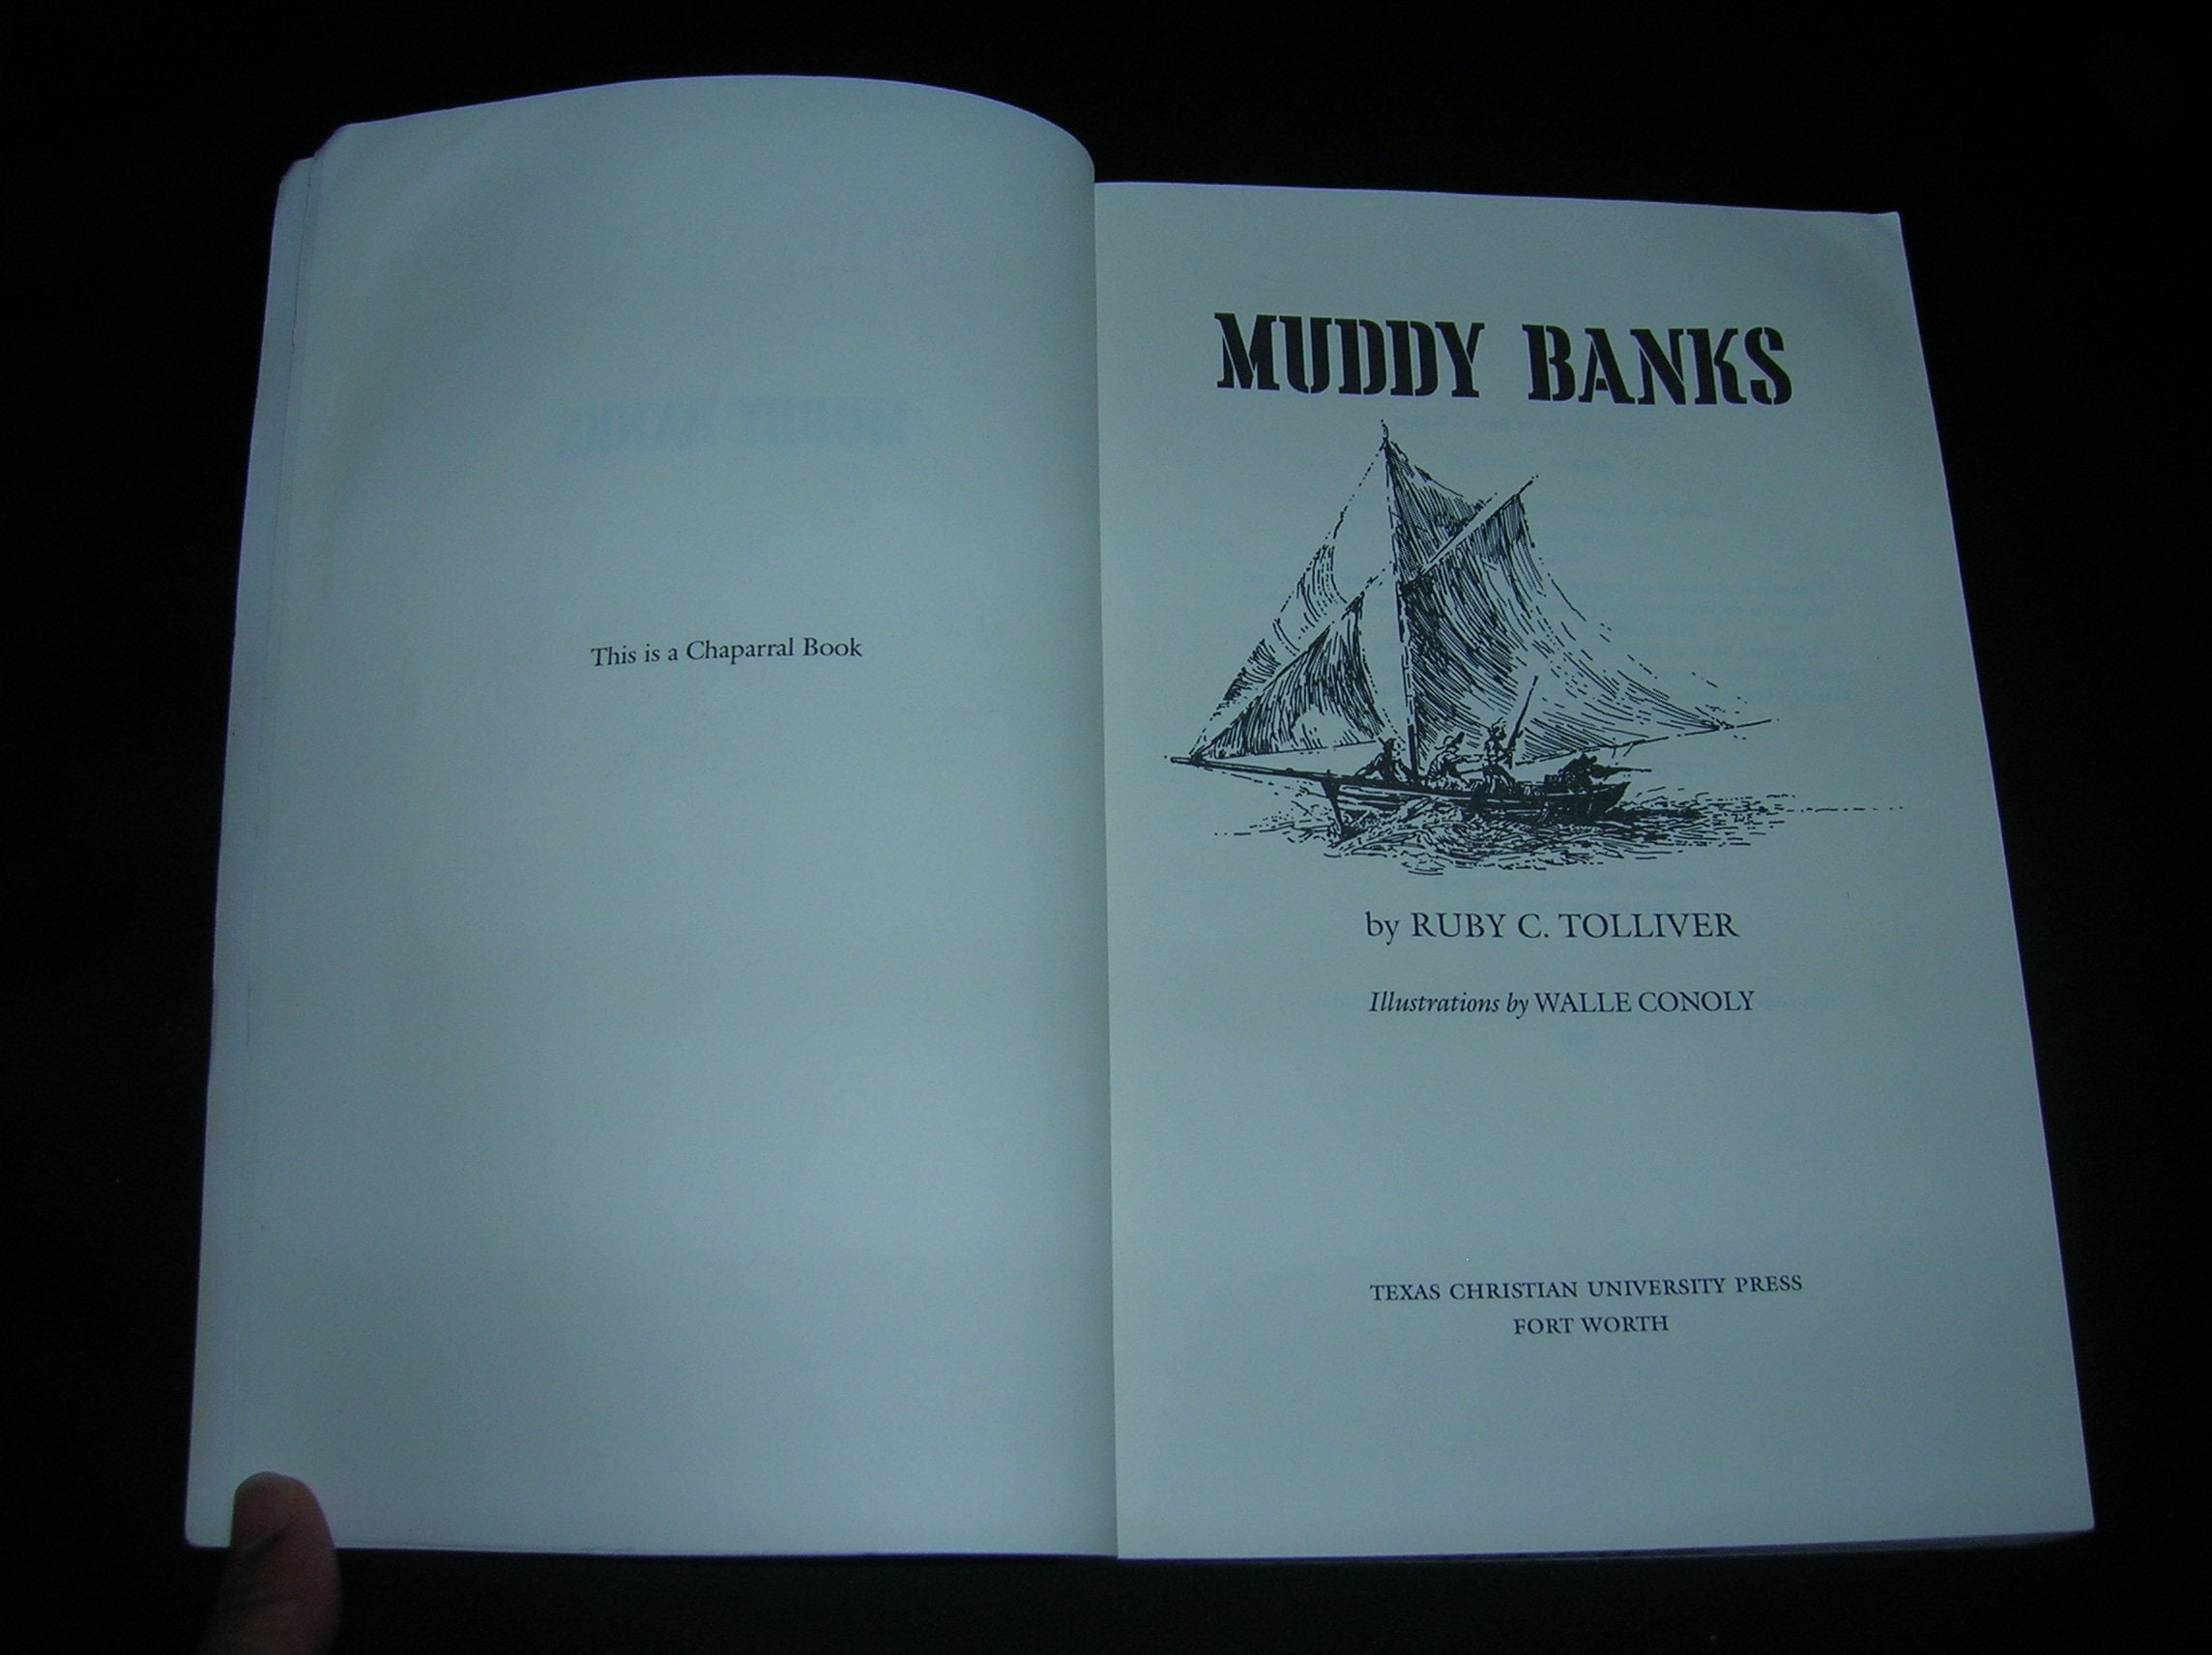 This is a Chaparral Book
MUDDY BANKS
by RUBY C. TOLLIVER
Illustrations by WALLE CONOLY
TEXAS CHRISTIAN UNIVERSITY PRESS
FORT WORTH